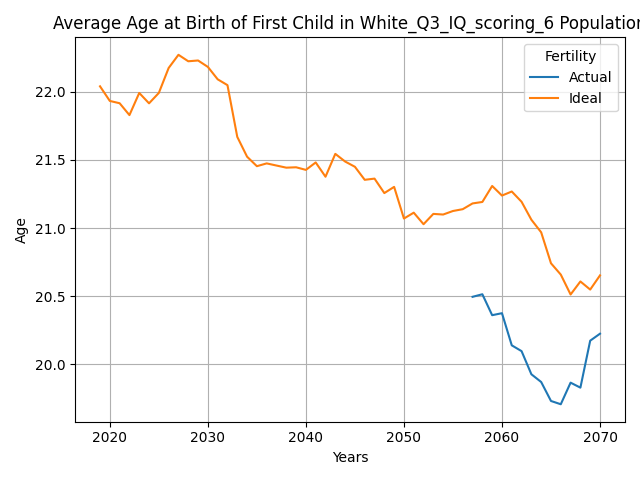 Average Age at Birth of First Child in White_Q3_IQ_scoring_6 Population
Fertility
Actual
Ideal
22.0
21.5
21.0
20.5
20.0
Age
2020 2030 2040 2050 2060 2070
Years